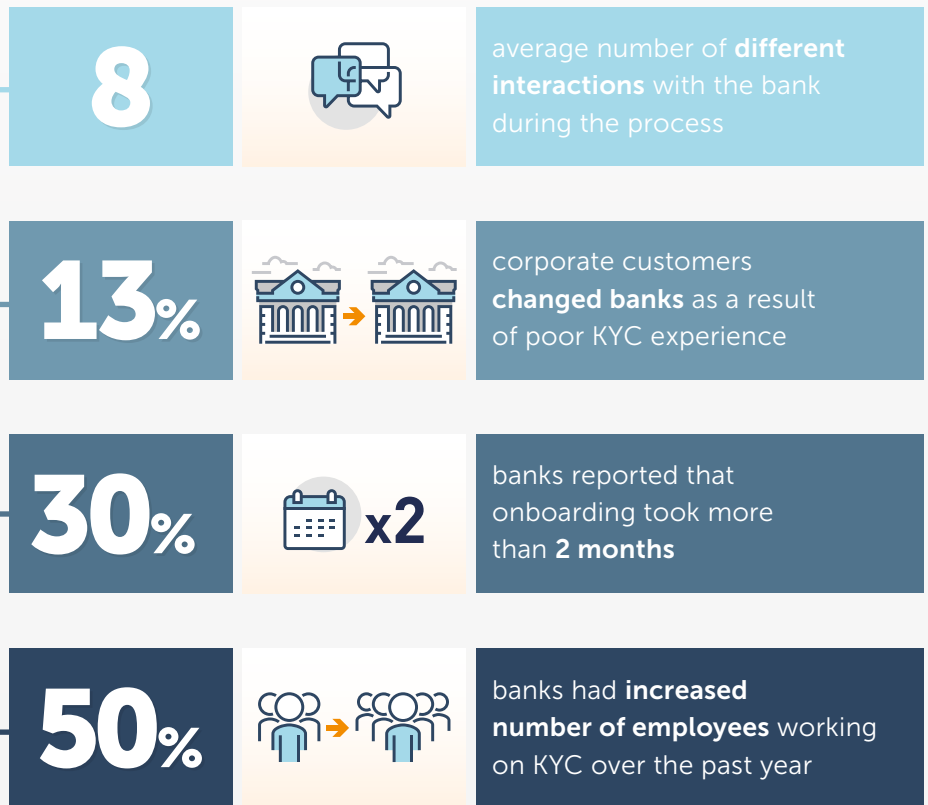 8
average number of different
interactions with the bank
during the process
13%
corporate customers
changed banks as a result
of poor KYC experience
30%
x2
banks reported that
onboarding took more
than 2 months
50%
banks had increased
number of employees working
on KYC over the past year